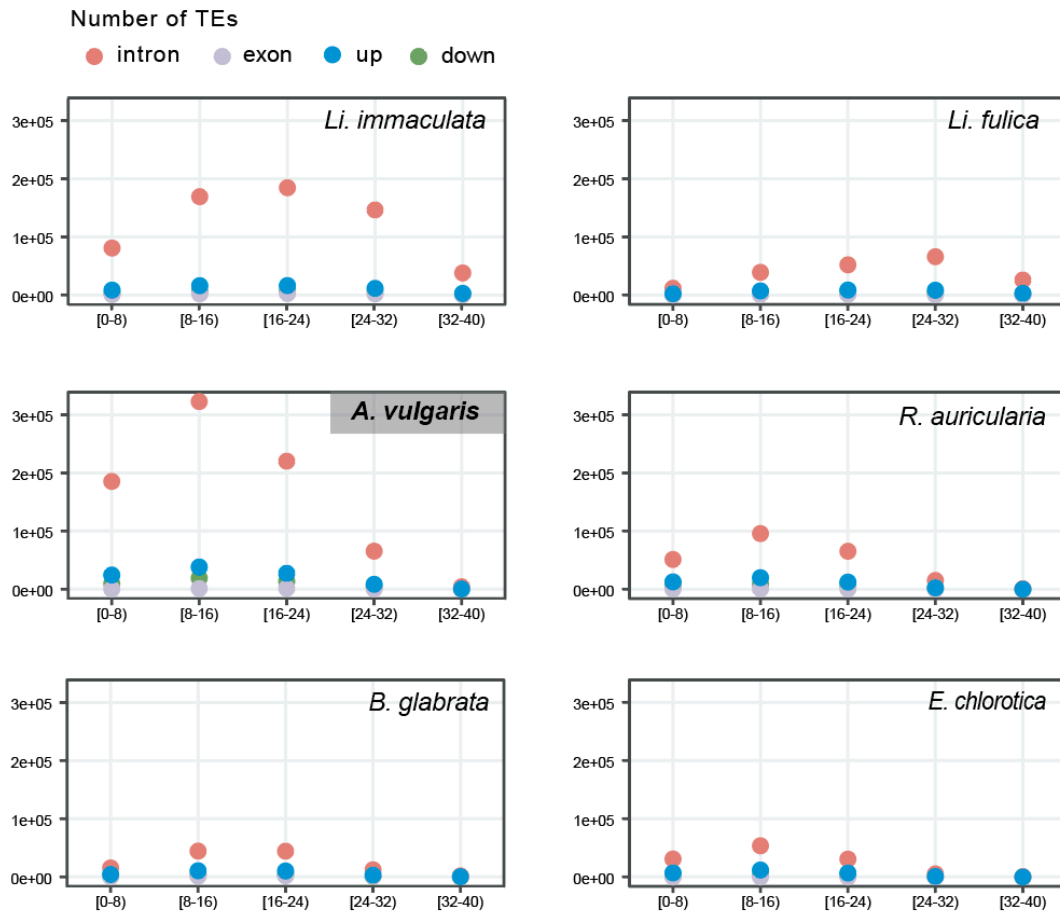 Number of TEs
intron exon up down
Li. immaculata
3e+05
2e+05
1e+05
0e+00
[0-8) [8-16) [16-24) [24-32) [32-40)
Li. fulica
3e+05
2e+05
1e+05
0e+00
[0-8) [8-16) [16-24) [24-32) [32-40)
A. vulgaris
3e+05
2e+05
1e+05
0e+00
[0-8) [8-16) [16-24) [24-32) [32-40)
R. auricularia
3e+05
2e+05
1e+05
0e+00
[0-8) [8-16) [16-24) [24-32) [32-40)
B. glabrata
3e+05
2e+05
1e+05
0e+00
[0-8) [8-16) [16-24) [24-32) [32-40)
E. chlorotica
3e+05
2e+05
1e+05
0e+00
[0-8) [8-16) [16-24) [24-32) [32-40)